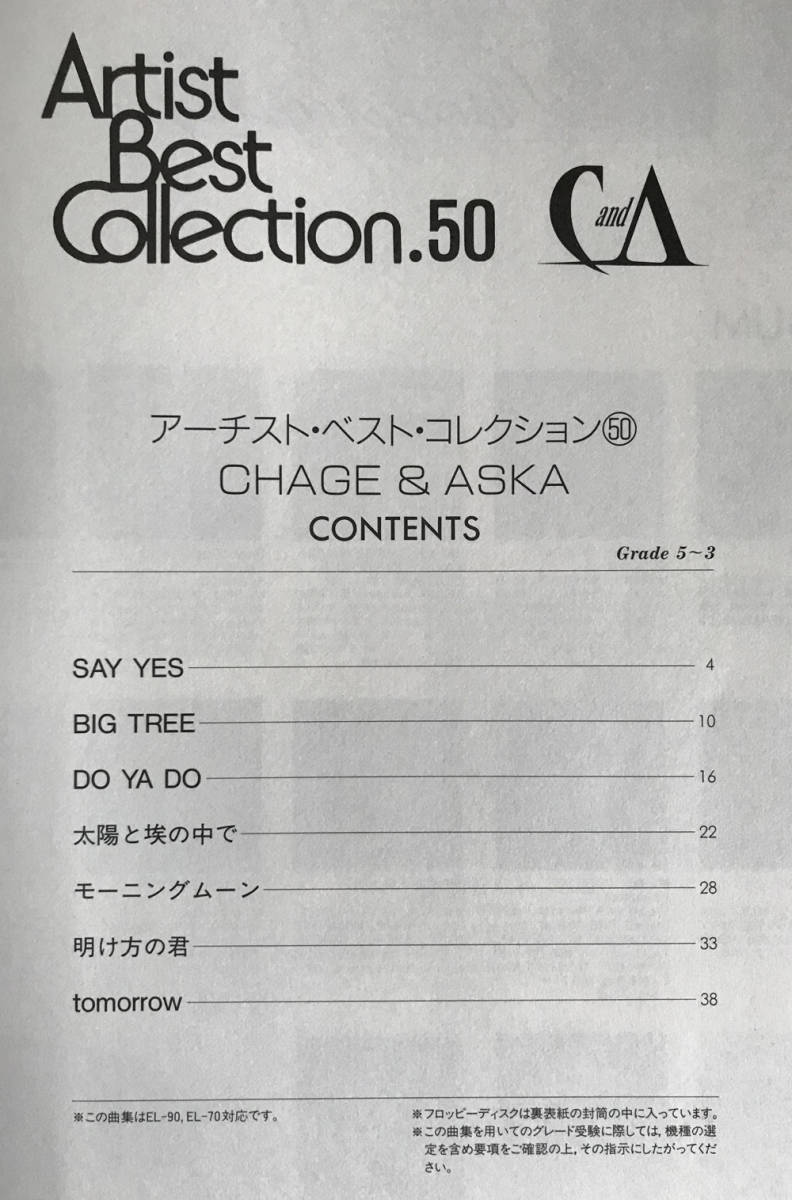 Artist
Best
Collection.50
C and A
アーチスト・ベスト・コレクション㊿
CHAGE & ASKA
CONTENTS
Grade 5~3
SAY YES 4
BIG TREE 10
DO YA DO 16
太陽と埃の中で 22
モーニングムーン 28
明け方の君 33
tomorrow 38
※この曲集はEL-90, EL-70対応です。
※フロッピーディスクは裏表紙の封筒の中に入っています。
※この曲集を用いてのグレード受験に際しては, 機種の選
定を含め要項をご確認の上, その指示にしたがってくだ
さい。